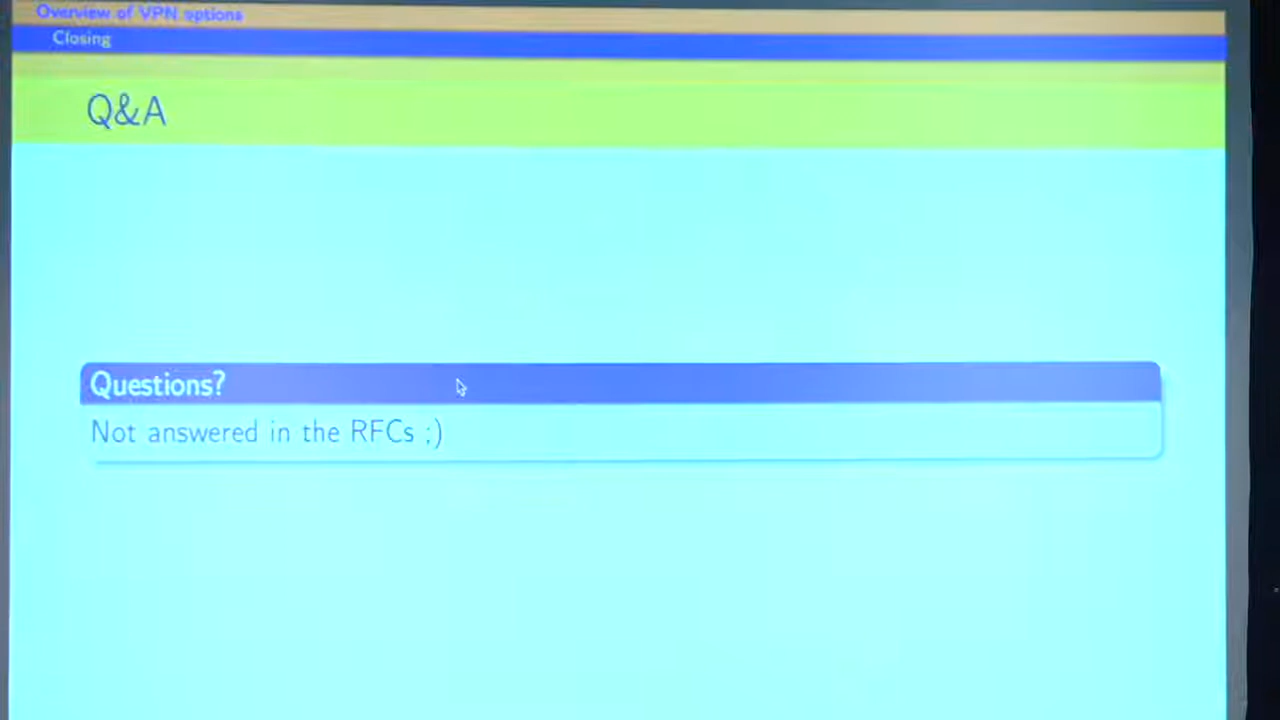 Overview of VPN options
Closing
Q&A
Questions?
Not answered in the RFCs ;)